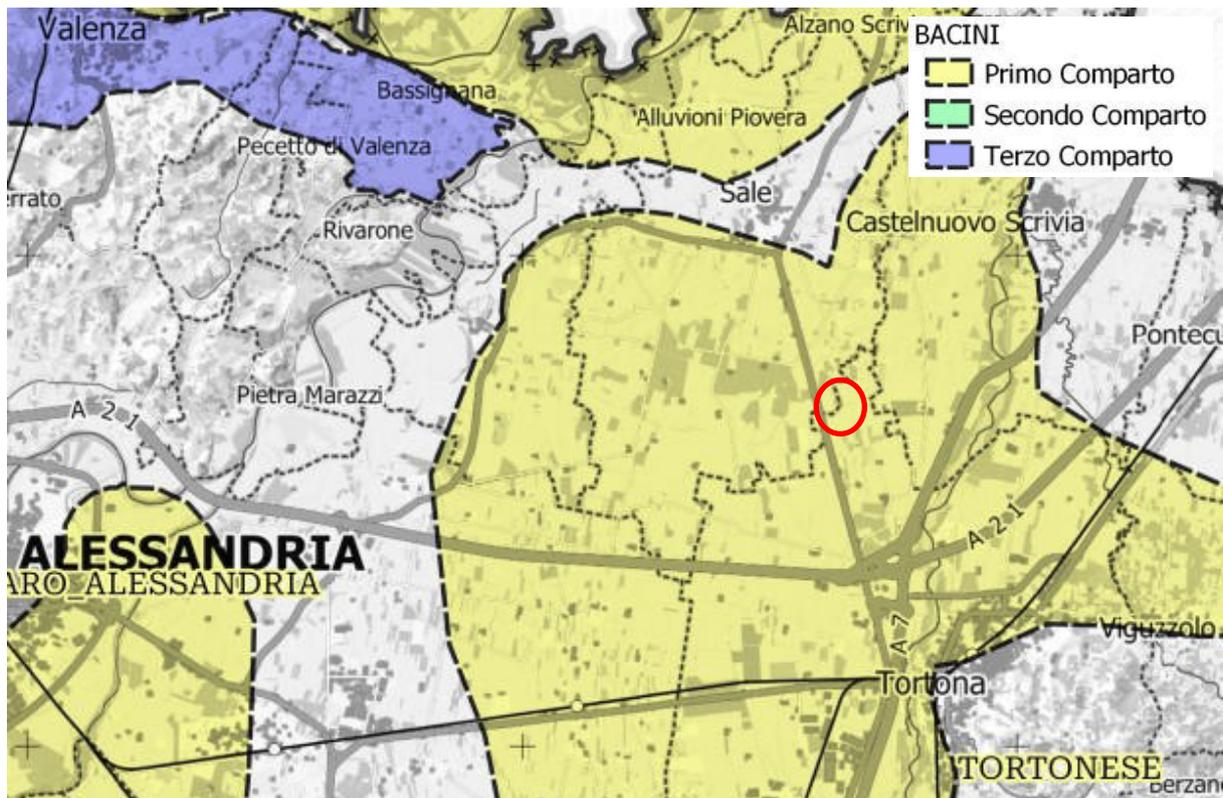 Valenza
Alzano Scriv
BACINI
Primo Comparto
Secondo Comparto
Terzo Comparto
Bassignana
Alluvioni Piovera
Pecetto di Valenza
Sale
errato
Rivarone
Castelnuovo Scrivia
Pontecu
Pietra Marazzi
A 21
A 21
ALESSANDRIA
ARO_ALESSANDRIA
A 7
Viguzzolo
Tortona
TORTONESE
Berzan